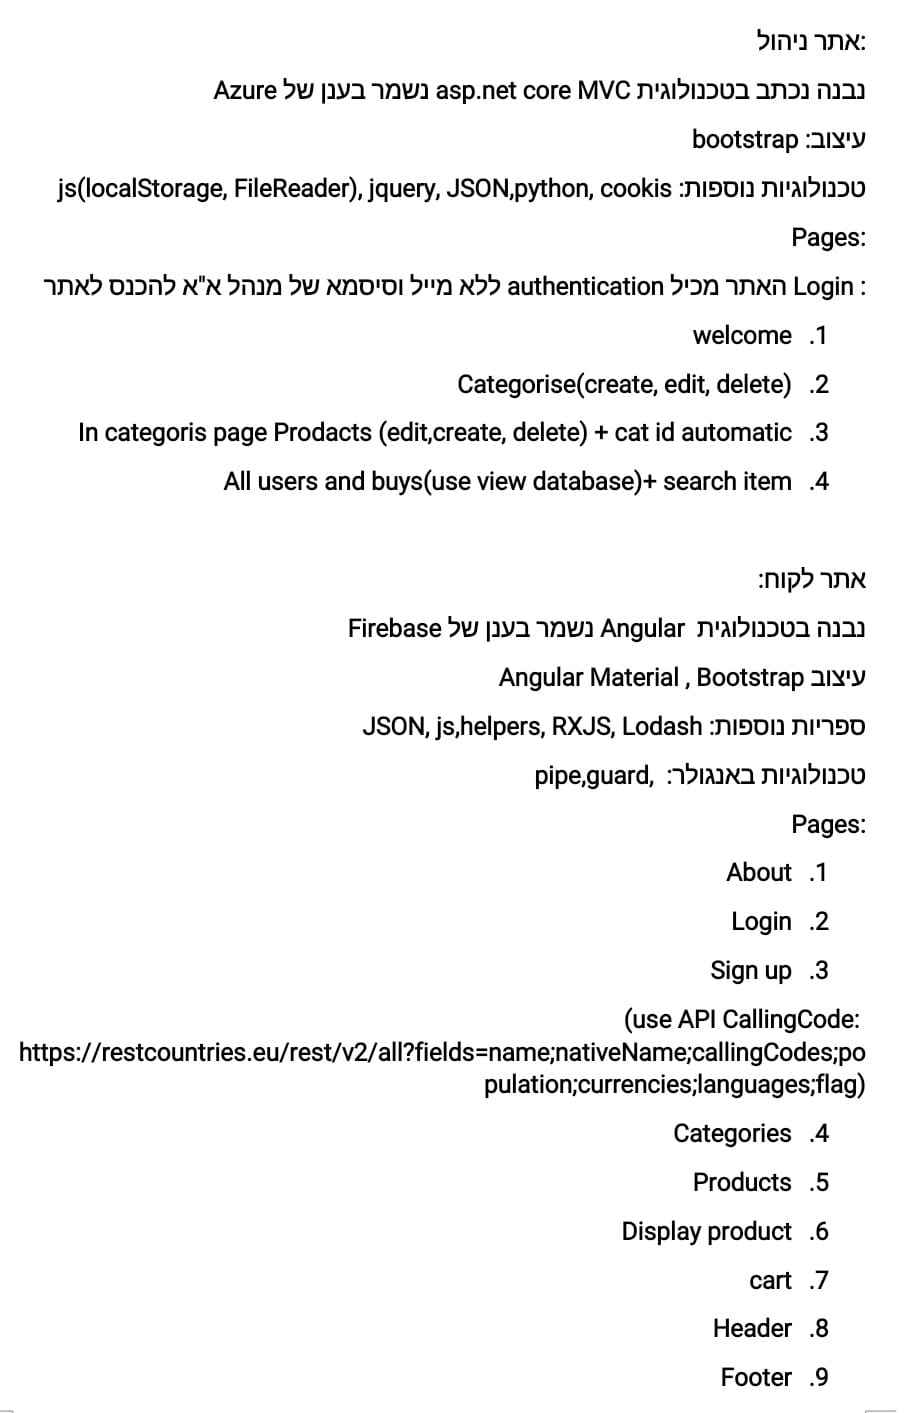 אתר ניהול:
נבנה נכתב בטכנולוגית asp.net core MVC נשמר בענן של Azure
עיצוב: bootstrap
טכנולוגיות נוספות: js(localStorage, FileReader), jquery, JSON,python, cookis
Pages:
Login : האתר מכיל authentication ללא מייל וסיסמא של מנהל א"א להכנס לאתר
1. welcome
2. Categorise(create, edit, delete)
3. In categoris page Prodacts (edit,create, delete) + cat id automatic
4. All users and buys(use view database)+ search item
אתר לקוח:
נבנה בטכנולוגית Angular נשמר בענן של Firebase
עיצוב Angular Material , Bootstrap
ספריות נוספות: JSON, js,helpers, RXJS, Lodash
טכנולוגיות באנגולר: pipe,guard,
Pages:
1. About
2. Login
3. Sign up
(use API CallingCode:
https://restcountries.eu/rest/v2/all?fields=name;nativeName;callingCodes;po
pulation;currencies;languages;flag)
4. Categories
5. Products
6. Display product
7. cart
8. Header
9. Footer